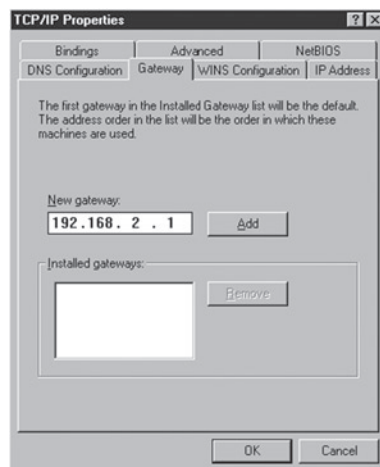 TCP/IP Properties
? X
Bindings Advanced NetBIOS
DNS Configuration Gateway WINS Configuration IP Address
The first gateway in the Installed Gateway list will be the default.
The address order in the list will be the order in which these
machines are used.
New gateway:
192.168. 2 . 1 Add
Installed gateways:
Remove
OK Cancel